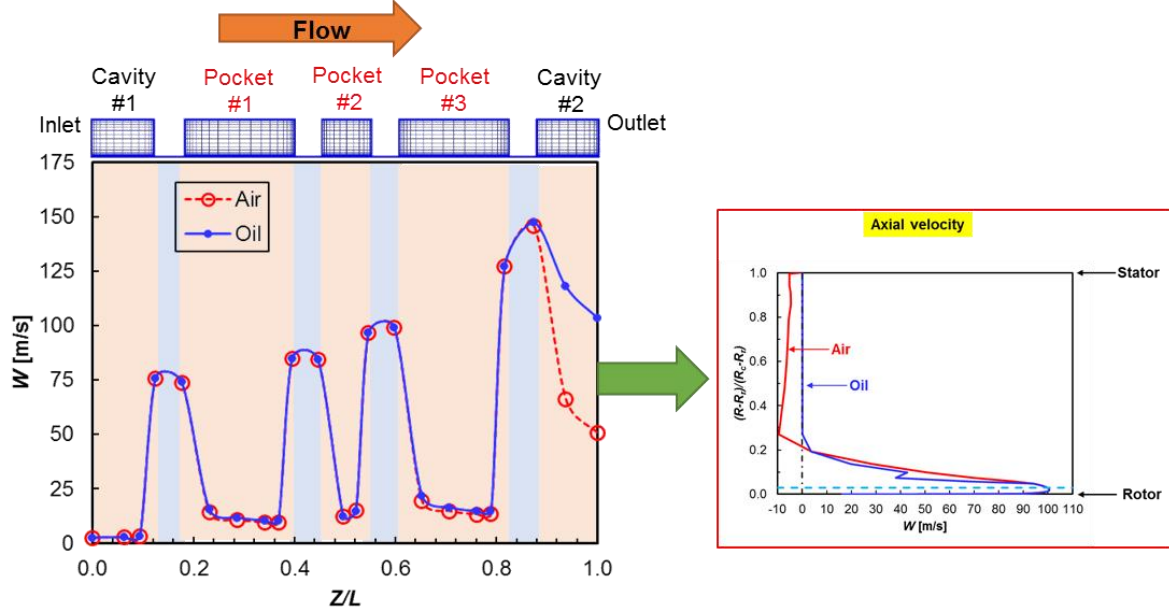 Flow
Cavity
#1
Pocket
#1
Pocket
#2
Pocket
#3
Cavity
#2
Inlet
Outlet
175
150
125
100
75
50
25
0
W [m/s]
Air
Oil
0.0
0.2
0.4
0.6
0.8
1.0
Z/L
Axial velocity
1.0
0.8
0.6
0.4
0.2
0.0
(R-Rt)/(Rc-Rt)
Stator
Air
Oil
Rotor
-10 0 10 20 30 40 50 60 70 80 90 100 110
W [m/s]